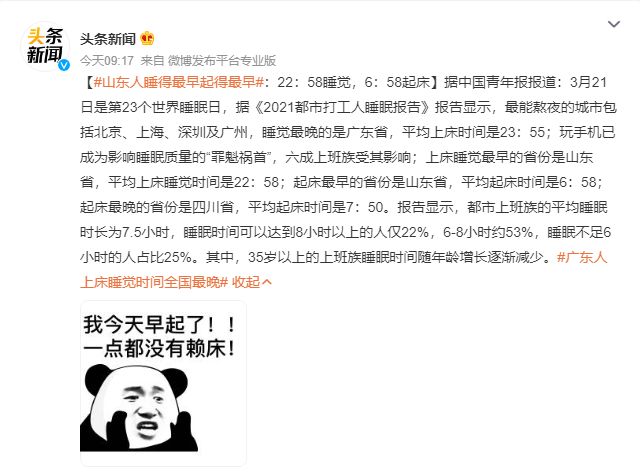 头条
新闻
头条新闻
今天09:17 来自 微博发布平台专业版
【#山东人睡得最早起得最早#：22：58睡觉，6：58起床】据中国青年报报道：3月21
日是第23个世界睡眠日，据《2021都市打工人睡眠报告》报告显示，最能熬夜的城市包
括北京、上海、深圳及广州，睡觉最晚的是广东省，平均上床时间是23：55；玩手机已
成为影响睡眠质量的“罪魁祸首”，六成上班族受其影响；上床睡觉最早的省份是山东
省，平均上床睡觉时间是22：58；起床最早的省份是山东省，平均起床时间是6：58；
起床最晚的省份是四川省，平均起床时间是7：50。报告显示，都市上班族的平均睡眠
时长为7.5小时，睡眠时间可以达到8小时以上的人仅22%，6-8小时约53%，睡眠不足6
小时的人占比25%。其中，35岁以上的上班族睡眠时间随年龄增长逐渐减少。#广东人
上床睡觉时间全国最晚# 收起
我今天早起了！！
一点都没有赖床！